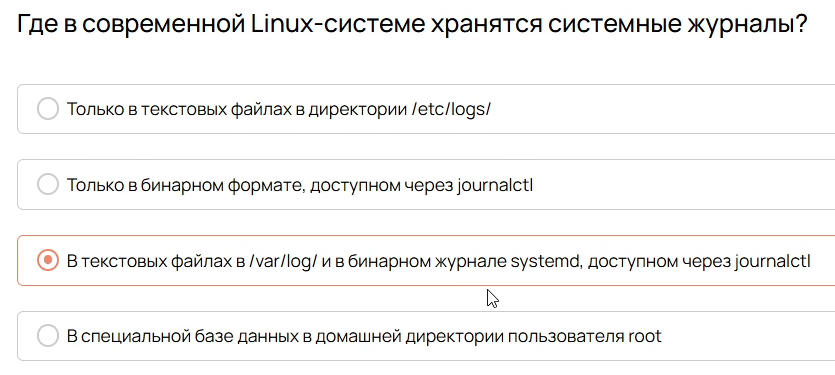 Где в современной Linux-системе хранятся системные журналы?
Только в текстовых файлах в директории /etc/logs/
Только в бинарном формате, доступном через journalctl
В текстовых файлах в /var/log/ и в бинарном журнале systemd, доступном через journalctl
В специальной базе данных в домашней директории пользователя root